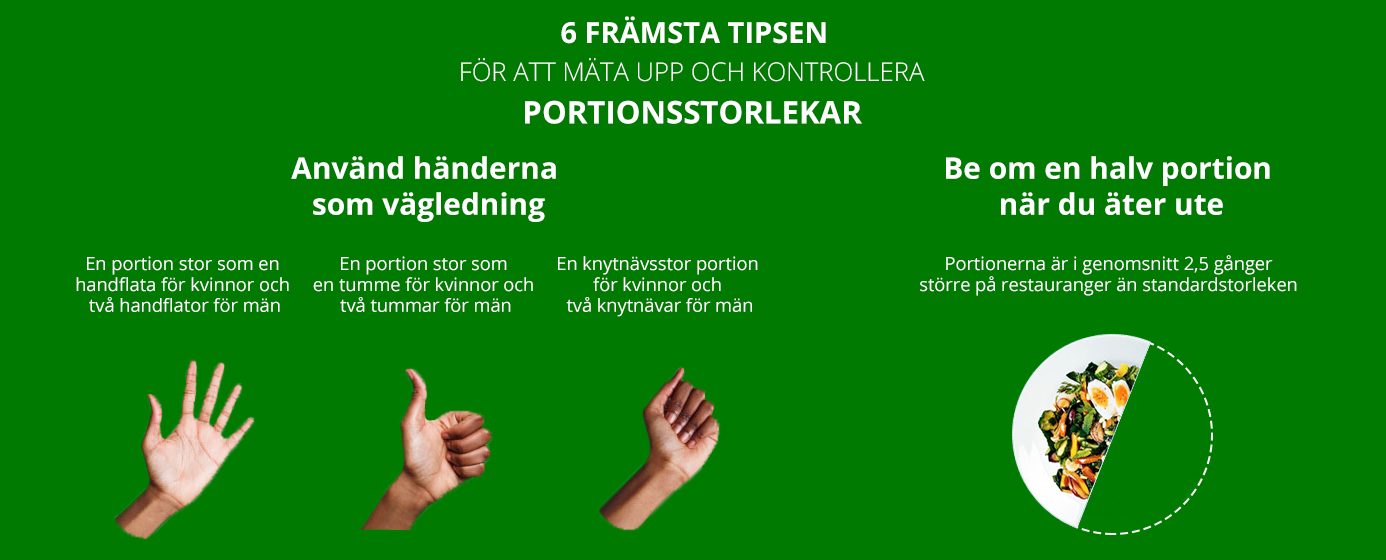 6 FRÄMSTA TIPSEN
FÖR ATT MÄTA UPP OCH KONTROLLERA
PORTIONSSTORLEKAR
Använd händerna
som vägledning
En portion stor som en
handflata för kvinnor och
två handflator för män
En portion stor som
en tumme för kvinnor och
två tummar för män
En knytnävsstor portion
för kvinnor och
två knytnävar för män
Be om en halv portion
när du äter ute
Portionerna är i genomsnitt 2,5 gånger
större på restauranger än standardstorleken